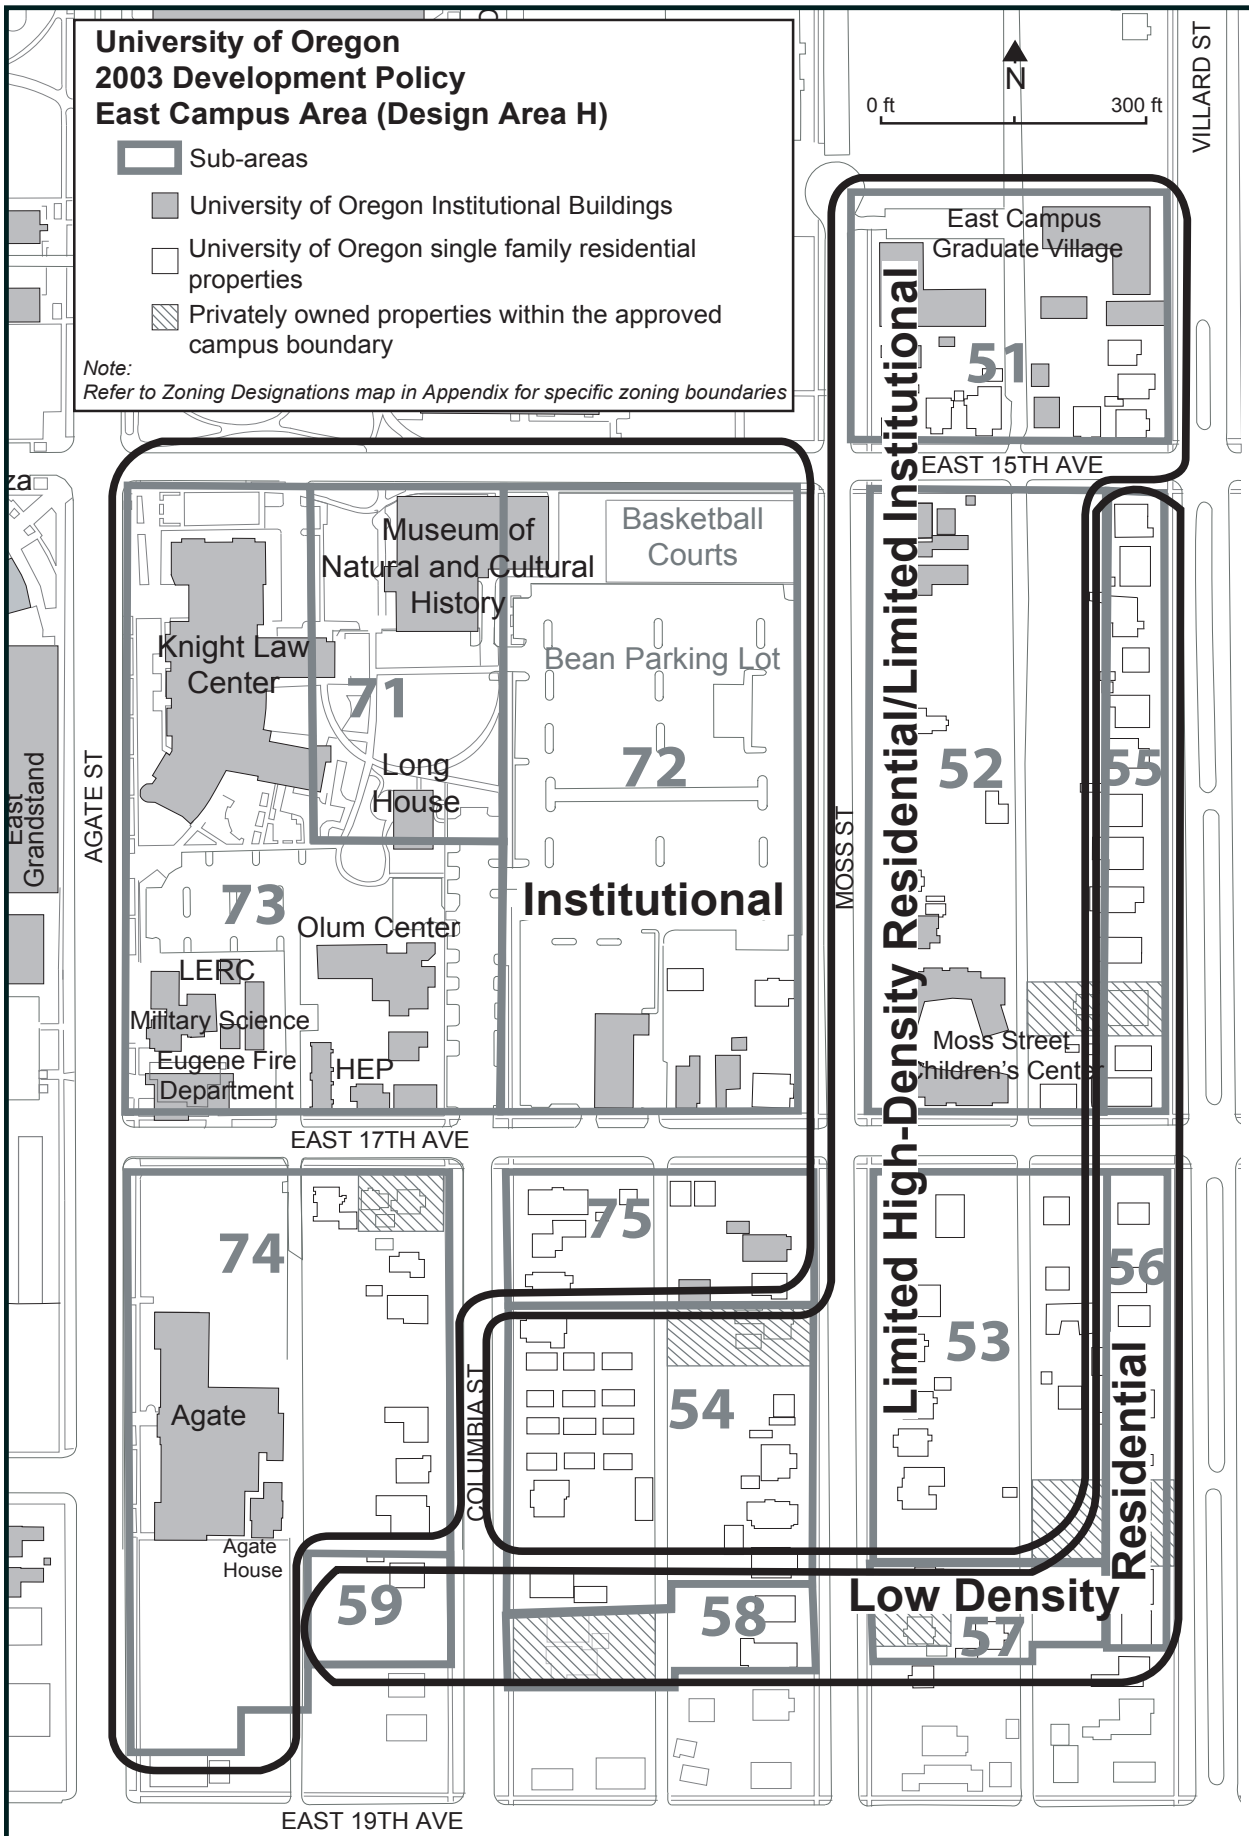 University of Oregon
2003 Development Policy
East Campus Area (Design Area H)
Sub-areas
University of Oregon Institutional Buildings
University of Oregon single family residential
properties
Privately owned properties within the approved
campus boundary
Note:
Refer to Zoning Designations map in Appendix for specific zoning boundaries
N
0 ft
300 ft
VILLARD ST
East Campus
Graduate Village
51
EAST 15TH AVE
za
Museum of
Natural and Cultural
History
Basketball
Courts
Knight Law
Center
Bean Parking Lot
71
72
Long
House
52
55
East
Grandstand
AGATE ST
MOSS ST
73
Institutional
Olum Center
LERC
Military Science
Eugene Fire
Department
HEP
Moss Street
Children's Center
Limited High-Density Residential/Limited Institutional
EAST 17TH AVE
74
75
56
53
54
Agate
COLUMBIA ST
Agate
House
59
58
57
Low Density
Residential
EAST 19TH AVE